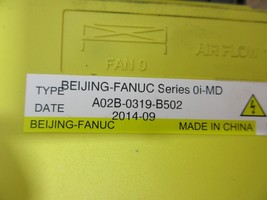 FAN 0
AIR FLOW
TYPE BEIJING-FANUC Series 0i-MD
DATE A02B-0319-B502
2014-09
BEIJING-FANUC MADE IN CHINA